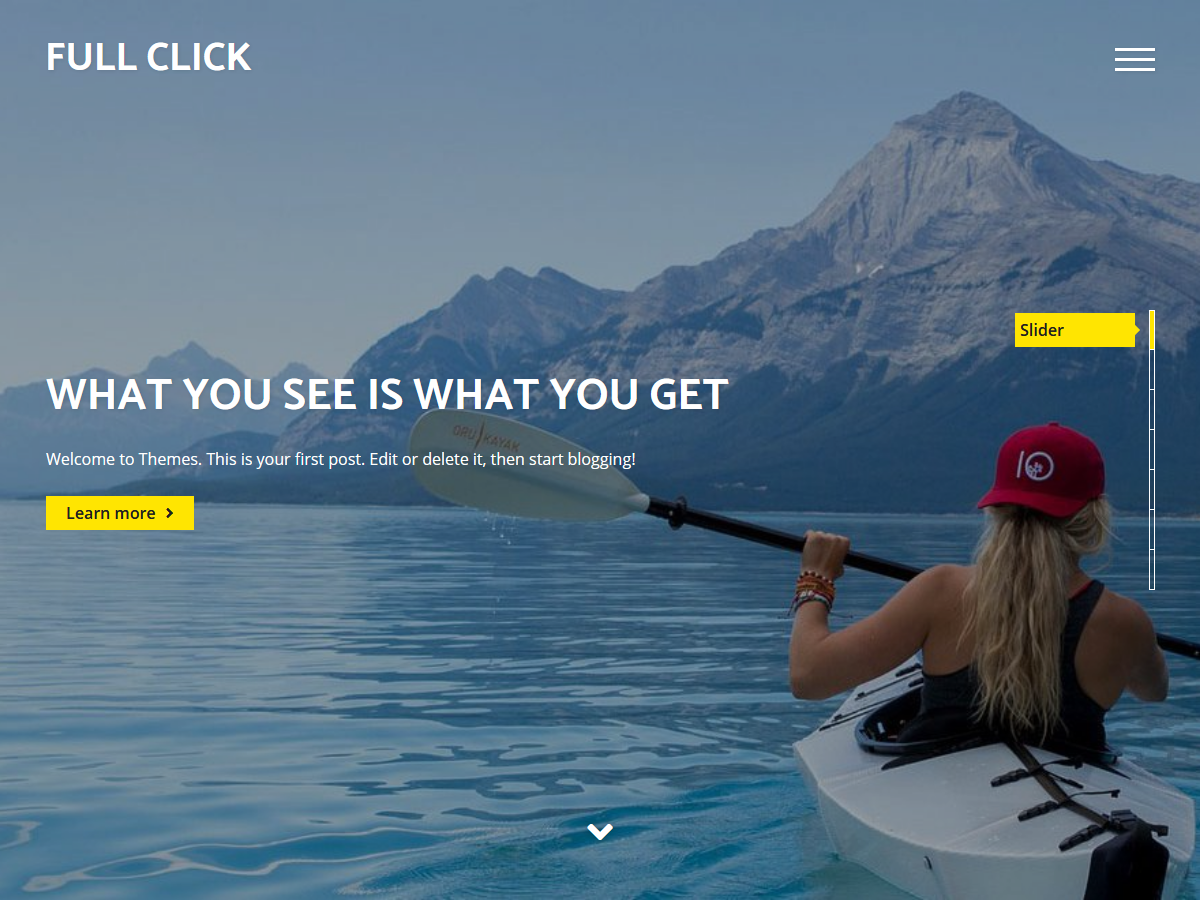 FULL CLICK
Slider
WHAT YOU SEE IS WHAT YOU GET
ORU KAYAK
Welcome to Themes. This is your first post. Edit or delete it, then start blogging!
Learn more